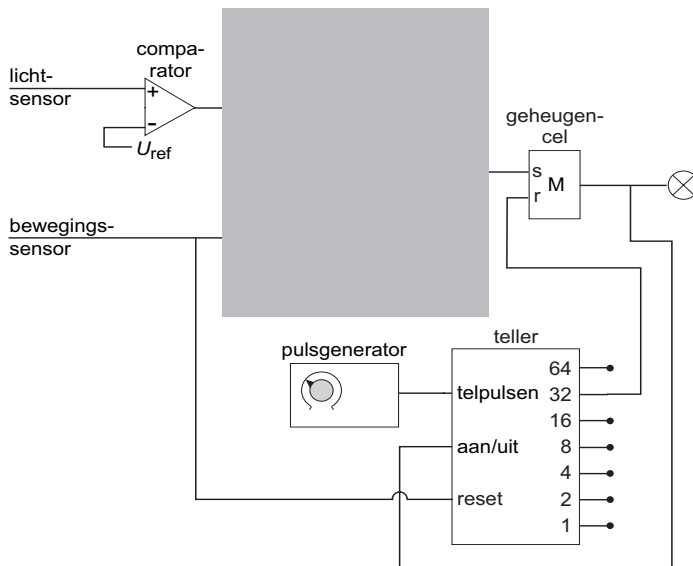 compa-
rator
licht-
sensor
+
-
Uref
geheugen-
cel
s
M
r
bewegings-
sensor
teller
pulsgenerator
64
telpulsen
32
16
aan/uit
8
4
reset
2
1